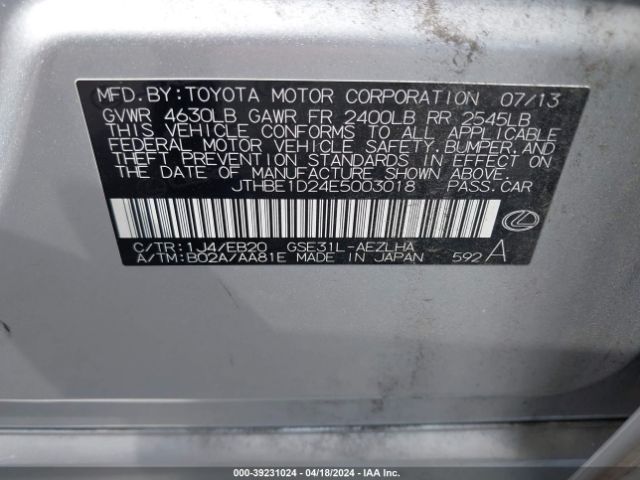 MFD. BY: TOYOTA MOTOR CORPORATION 07/13
GVWR 4630LB GAWR FR 2400LB RR 2545LB
THIS VEHICLE CONFORMS TO ALL APPLICABLE
FEDERAL MOTOR VEHICLE SAFETY, BUMPER, AND
THEFT PREVENTION STANDARDS IN EFFECT ON
THE DATE OF MANUFACTURE SHOWN ABOVE.
JTHBE1D24E5003018 PASS. CAR
C/TR: 1J4/EB20 GSE31L-AEZLHA
A/TM: B02A/AA81E MADE IN JAPAN 592 A
000-39231024 | 04/18/2024 | IAA Inc.